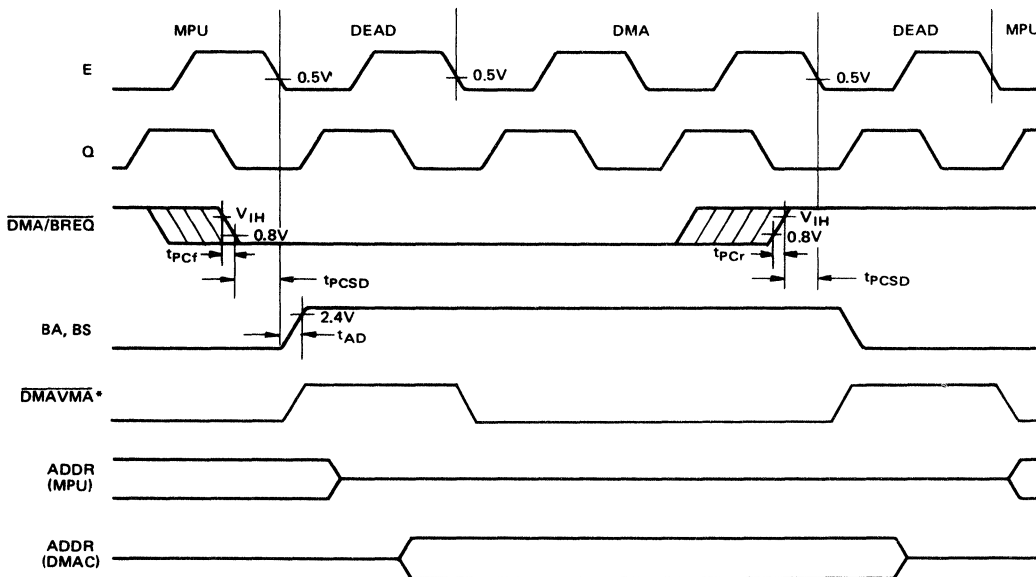 MPU DEAD DMA DEAD MPU
E 0.5V 0.5V 0.5V
Q
DMA/BREQ VIH VIH
0.8V 0.8V
tPCf tPCr
tPCSD tPCSD
BA, BS 2.4V
tAD
DMAVMA*
ADDR
(MPU)
ADDR
(DMAC)